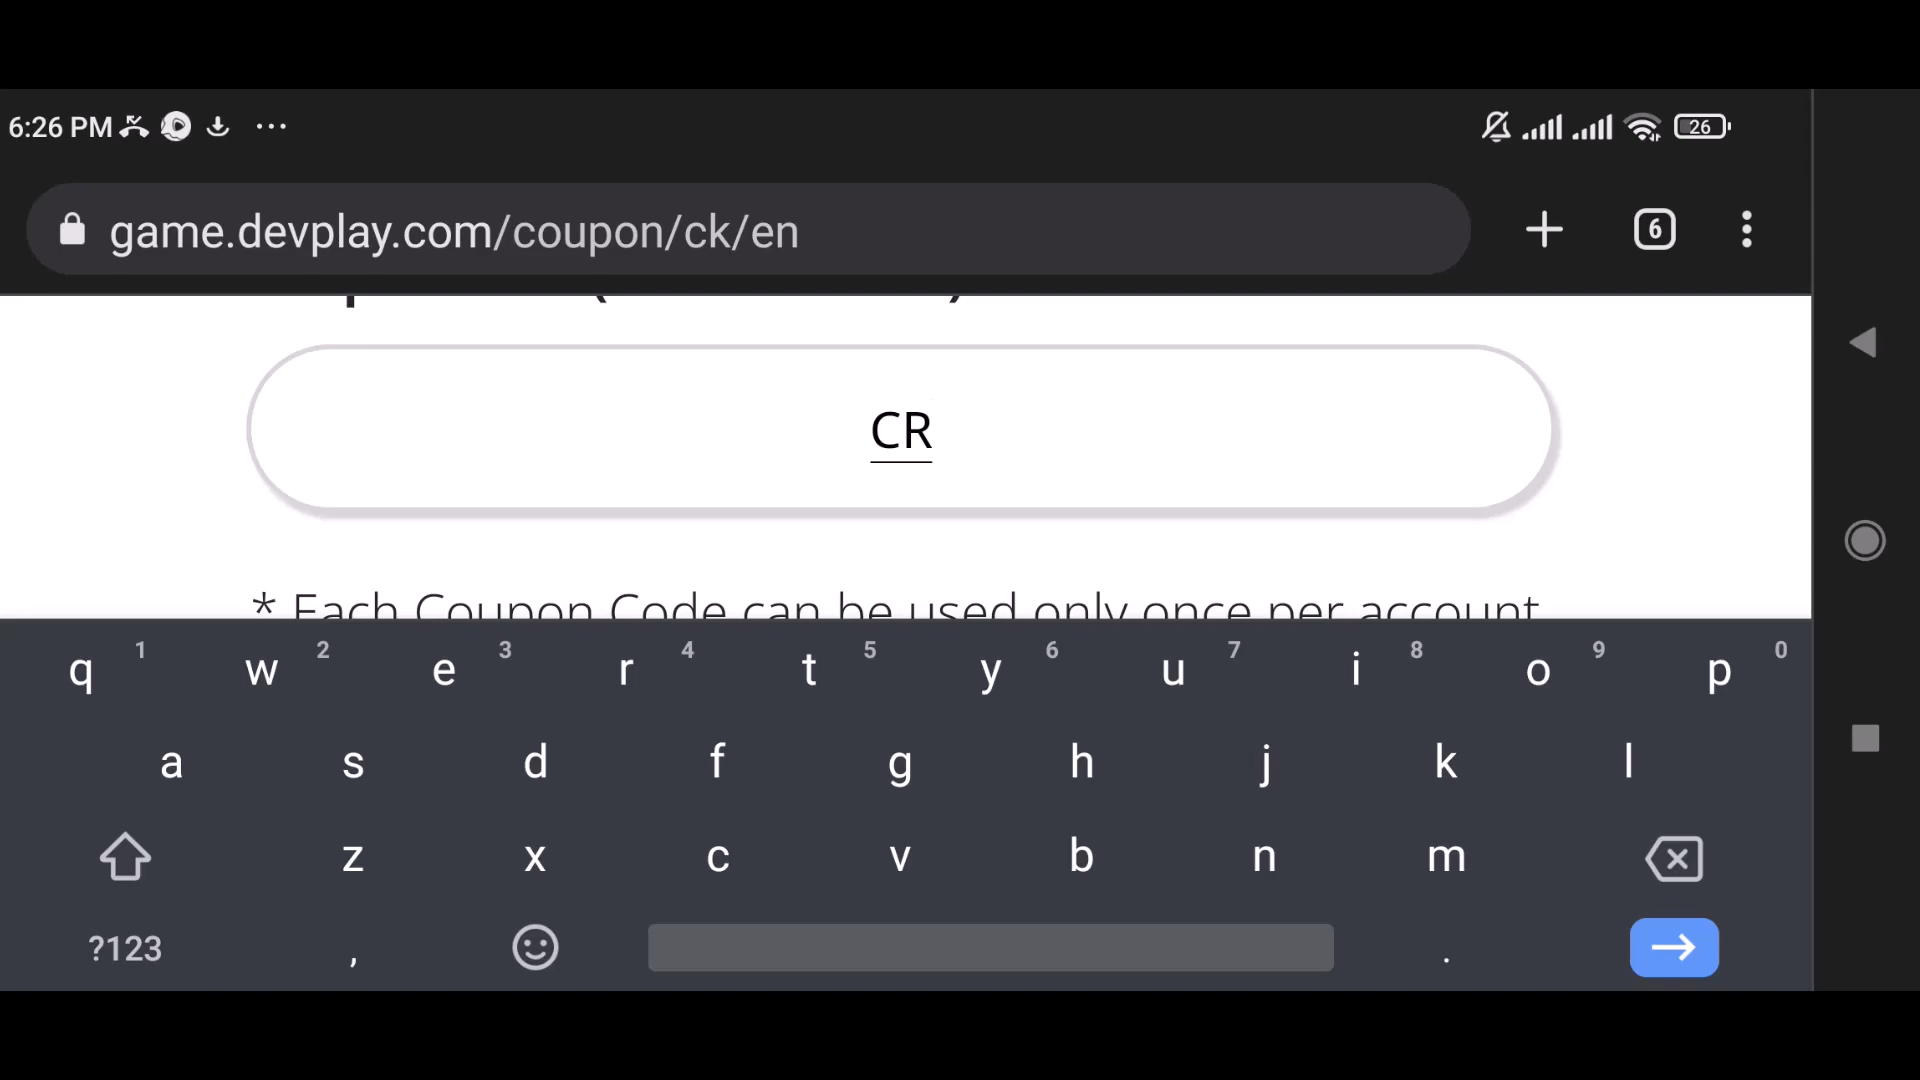 6:26 PM ... 26
game.devplay.com/coupon/ck/en
6
CR
* Each Coupon Code can be used only once per account
1 2 3 4 5 6 7 8 9 0
q w e r t y u i o p
a s d f g h j k l
z x c v b n m
?123 , .